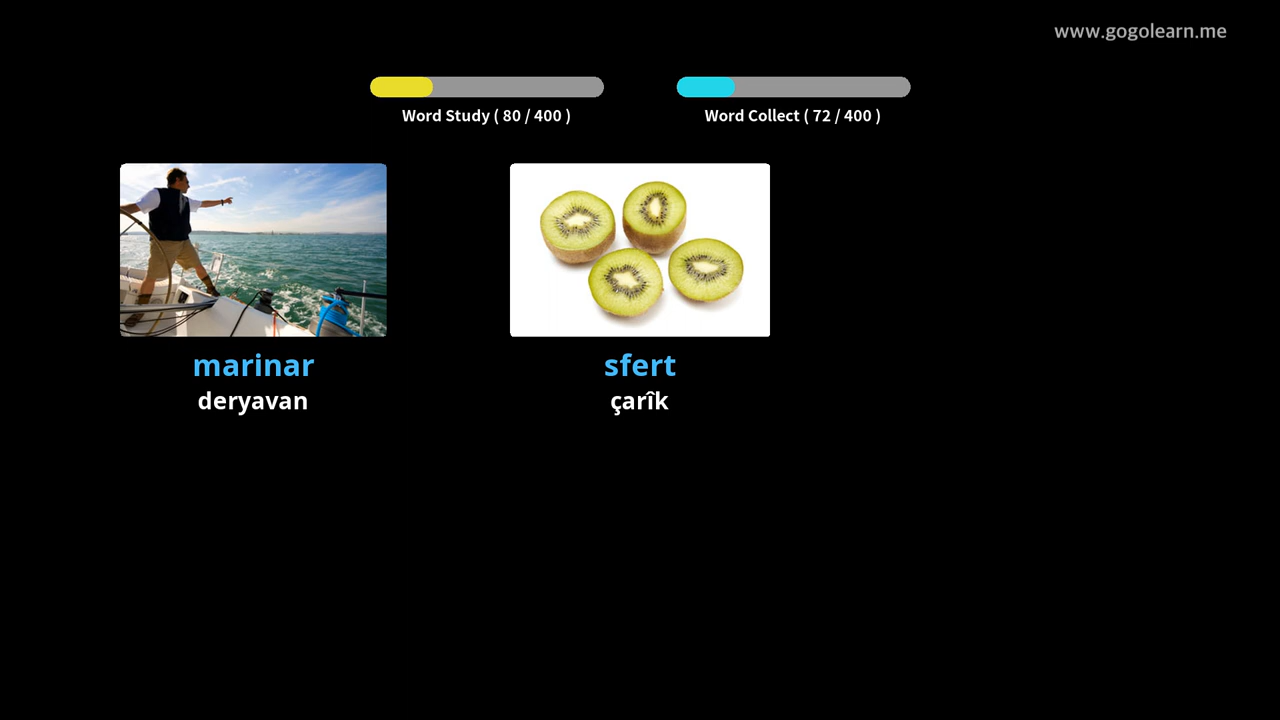 www.gogolearn.me
Word Study ( 80 / 400 )
Word Collect ( 72 / 400 )
marinar
deryavan
sfert
çarîk